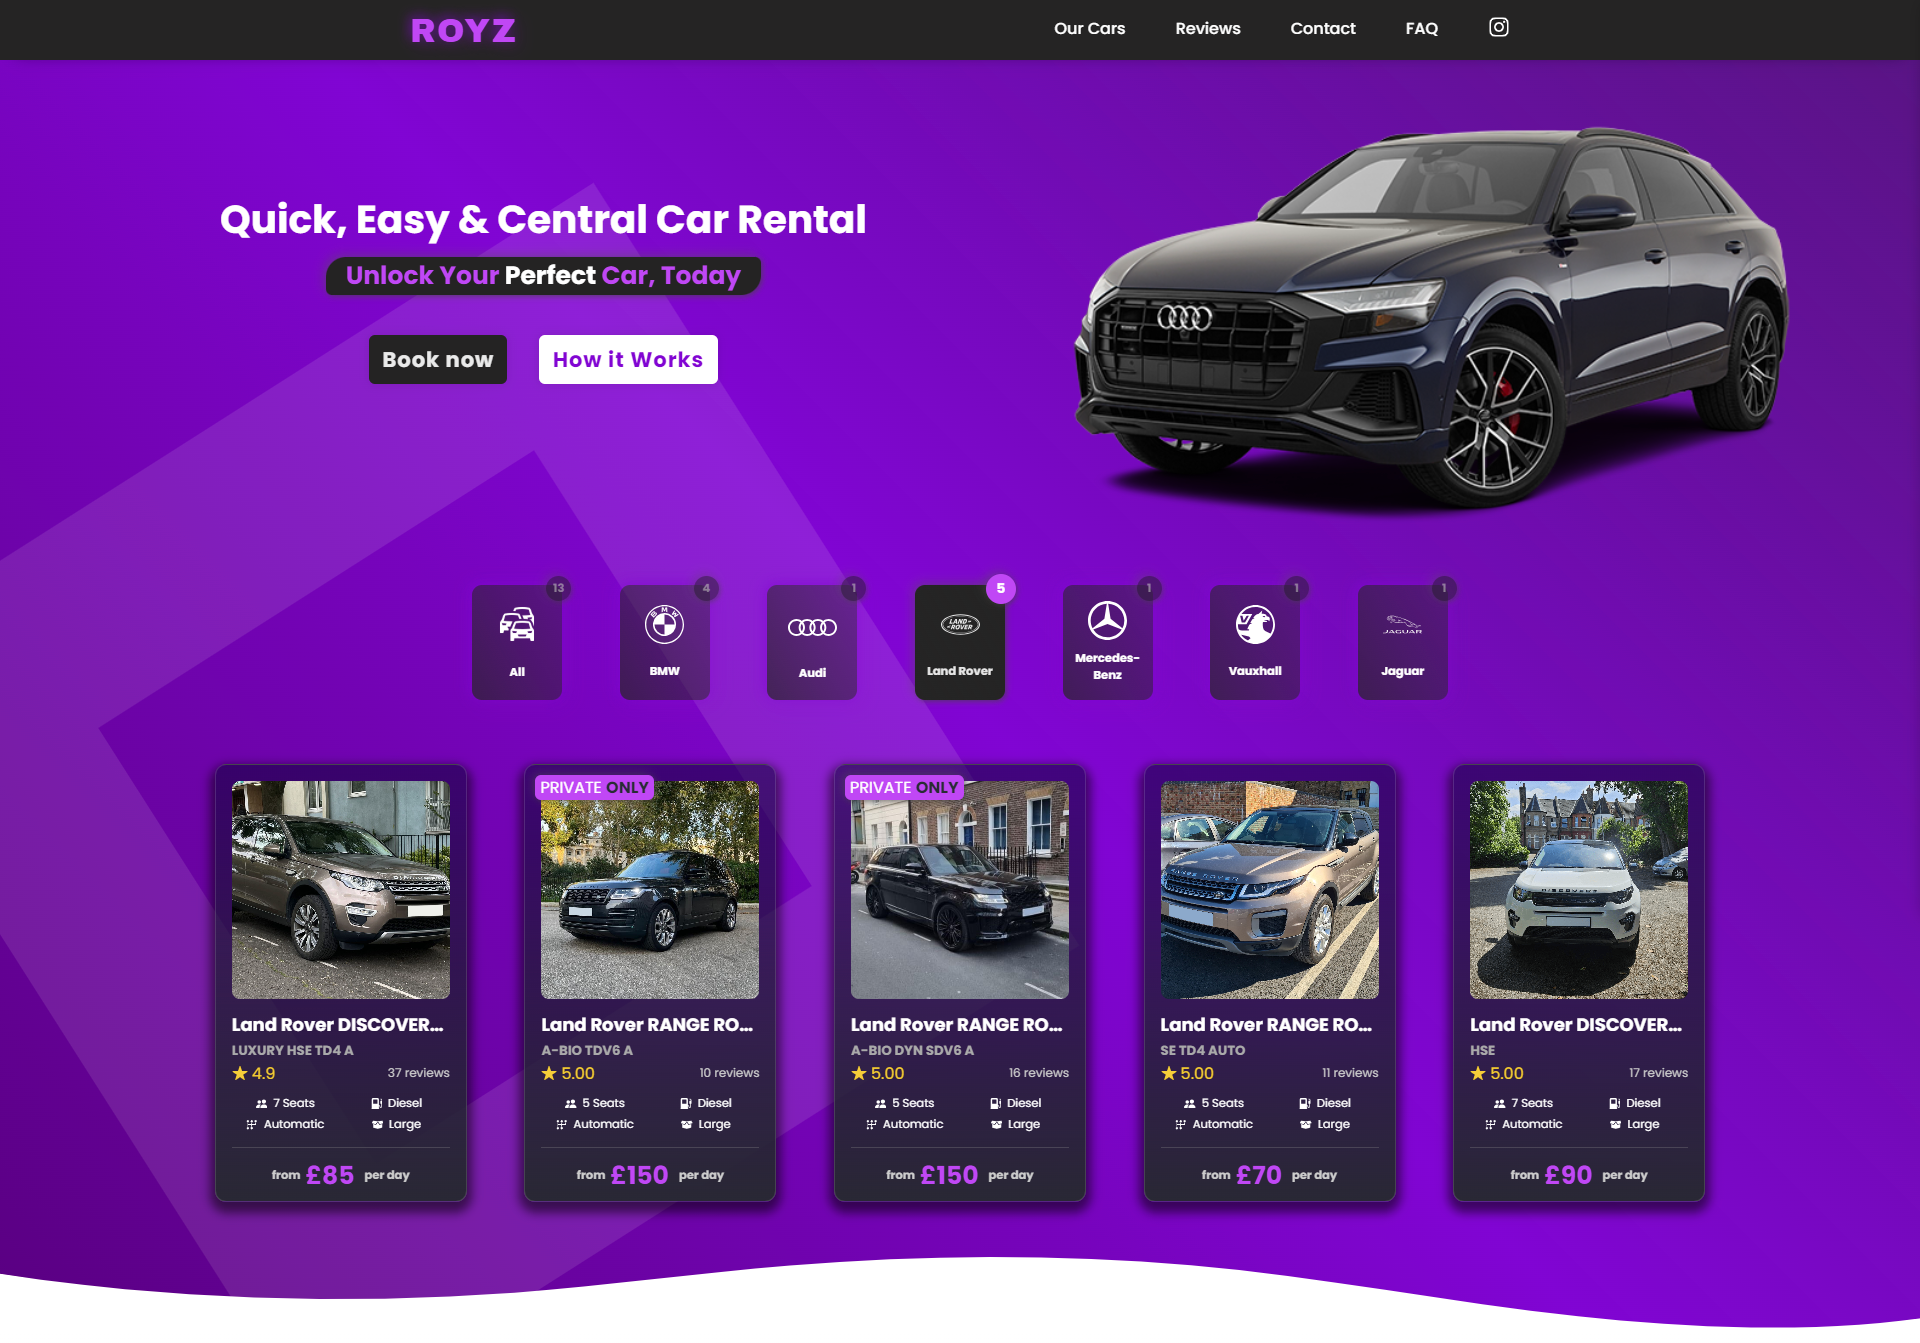 ROYZ
Our Cars
Reviews
Contact
FAQ
Quick, Easy & Central Car Rental
Unlock Your Perfect Car, Today
Book now
How it Works
13
All
4
BMW
1
Audi
5
LAND-
-ROVER
Land Rover
1
Mercedes-
Benz
1
Vauxhall
1
JAGUAR
Jaguar
Land Rover DISCOVER...
LUXURY HSE TD4 A
4.9
37 reviews
7 Seats
Diesel
Automatic
Large
from £85 per day
PRIVATE ONLY
Land Rover RANGE RO...
A-BIO TDV6 A
5.00
10 reviews
5 Seats
Diesel
Automatic
Large
from £150 per day
PRIVATE ONLY
Land Rover RANGE RO...
A-BIO DYN SDV6 A
5.00
16 reviews
5 Seats
Diesel
Automatic
Large
from £150 per day
Land Rover RANGE RO...
SE TD4 AUTO
5.00
11 reviews
5 Seats
Diesel
Automatic
Large
from £70 per day
DISCOVERY
Land Rover DISCOVER...
HSE
5.00
17 reviews
7 Seats
Diesel
Automatic
Large
from £90 per day